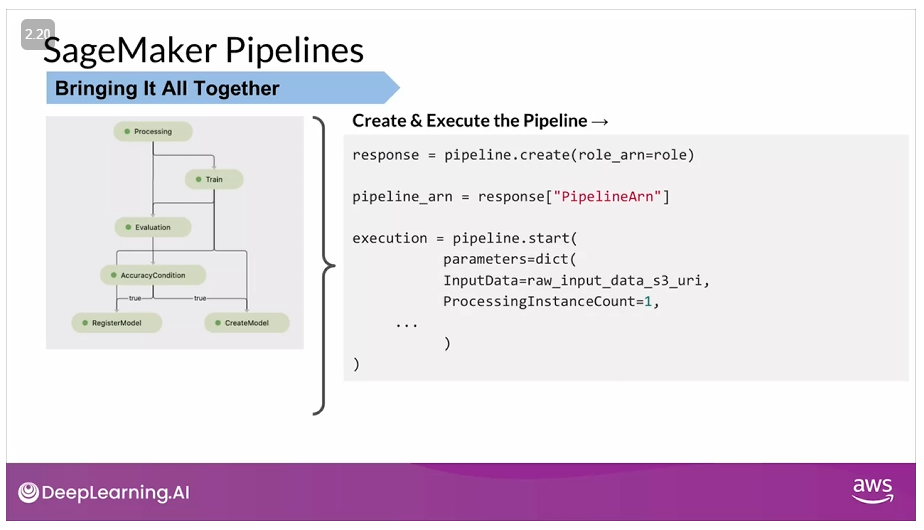 2.20
SageMaker Pipelines
Bringing It All Together
Processing
Train
Evaluation
AccuracyCondition
true
true
RegisterModel
CreateModel
Create & Execute the Pipeline →
response = pipeline.create(role_arn=role)
pipeline_arn = response["PipelineArn"]
execution = pipeline.start(
parameters=dict(
InputData=raw_input_data_s3_uri,
ProcessingInstanceCount=1,
...
)
)
DeepLearning.AI
aws